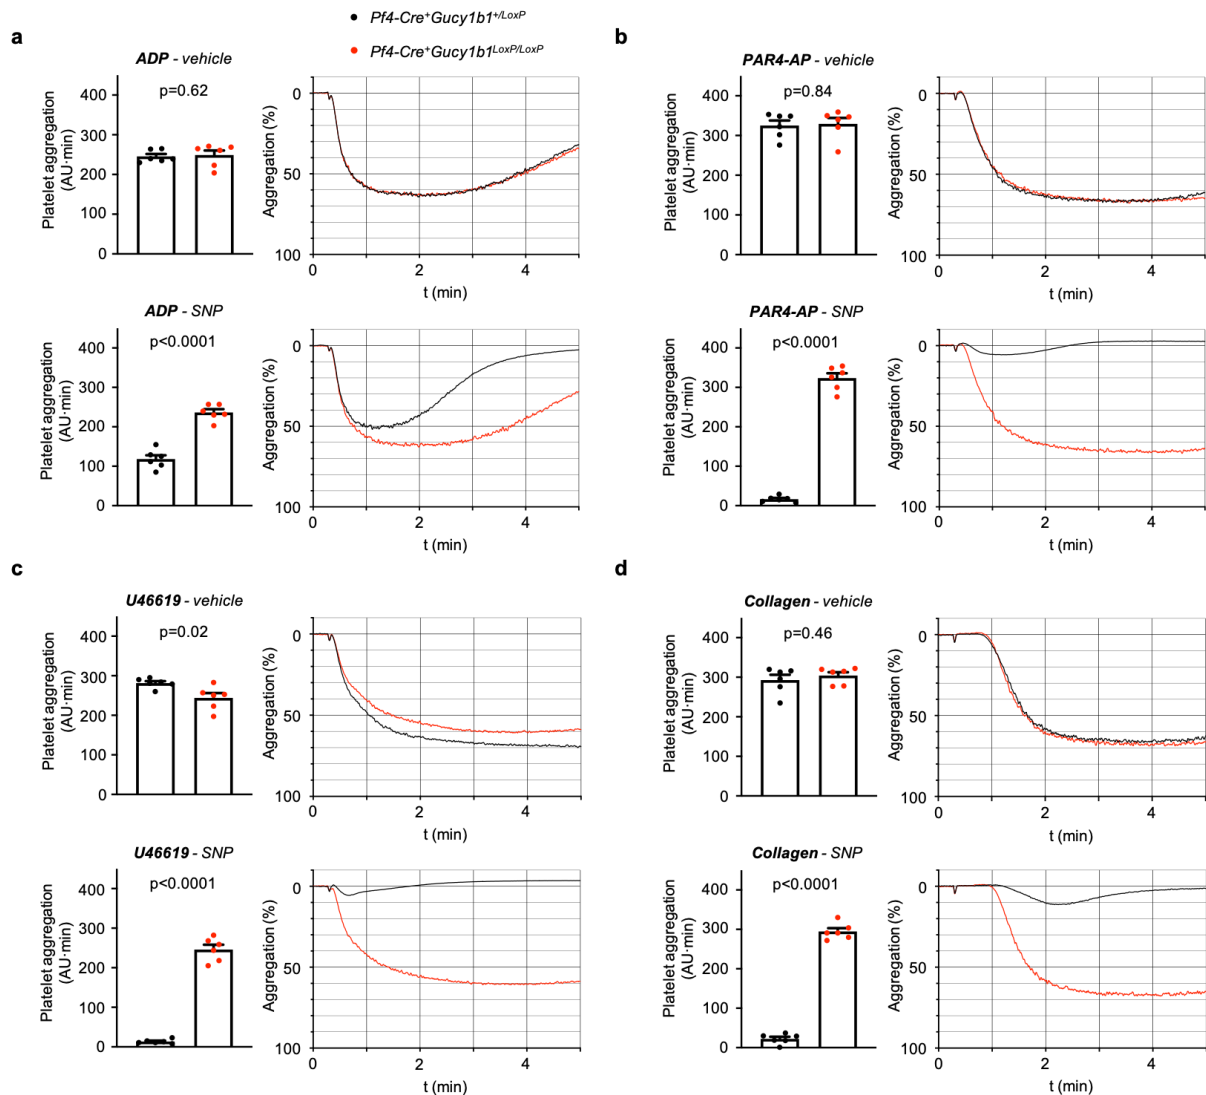 Pf4-Cre+Gucy1b1+/LoxP
Pf4-Cre+Gucy1b1LoxP/LoxP
a
ADP - vehicle
p=0.62
Platelet aggregation
(AU·min)
400
300
200
100
0
Aggregation (%)
0
50
100
0
2
4
t (min)
ADP - SNP
p<0.0001
Platelet aggregation
(AU·min)
400
300
200
100
0
Aggregation (%)
0
50
100
0
2
4
t (min)
b
PAR4-AP - vehicle
p=0.84
Platelet aggregation
(AU·min)
400
300
200
100
0
Aggregation (%)
0
50
100
0
2
4
t (min)
PAR4-AP - SNP
p<0.0001
Platelet aggregation
(AU·min)
400
300
200
100
0
Aggregation (%)
0
50
100
0
2
4
t (min)
c
U46619 - vehicle
p=0.02
Platelet aggregation
(AU·min)
400
300
200
100
0
Aggregation (%)
0
50
100
0
2
4
t (min)
U46619 - SNP
p<0.0001
Platelet aggregation
(AU·min)
400
300
200
100
0
Aggregation (%)
0
50
100
0
2
4
t (min)
d
Collagen - vehicle
p=0.46
Platelet aggregation
(AU·min)
400
300
200
100
0
Aggregation (%)
0
50
100
0
2
4
t (min)
Collagen - SNP
p<0.0001
Platelet aggregation
(AU·min)
400
300
200
100
0
Aggregation (%)
0
50
100
0
2
4
t (min)